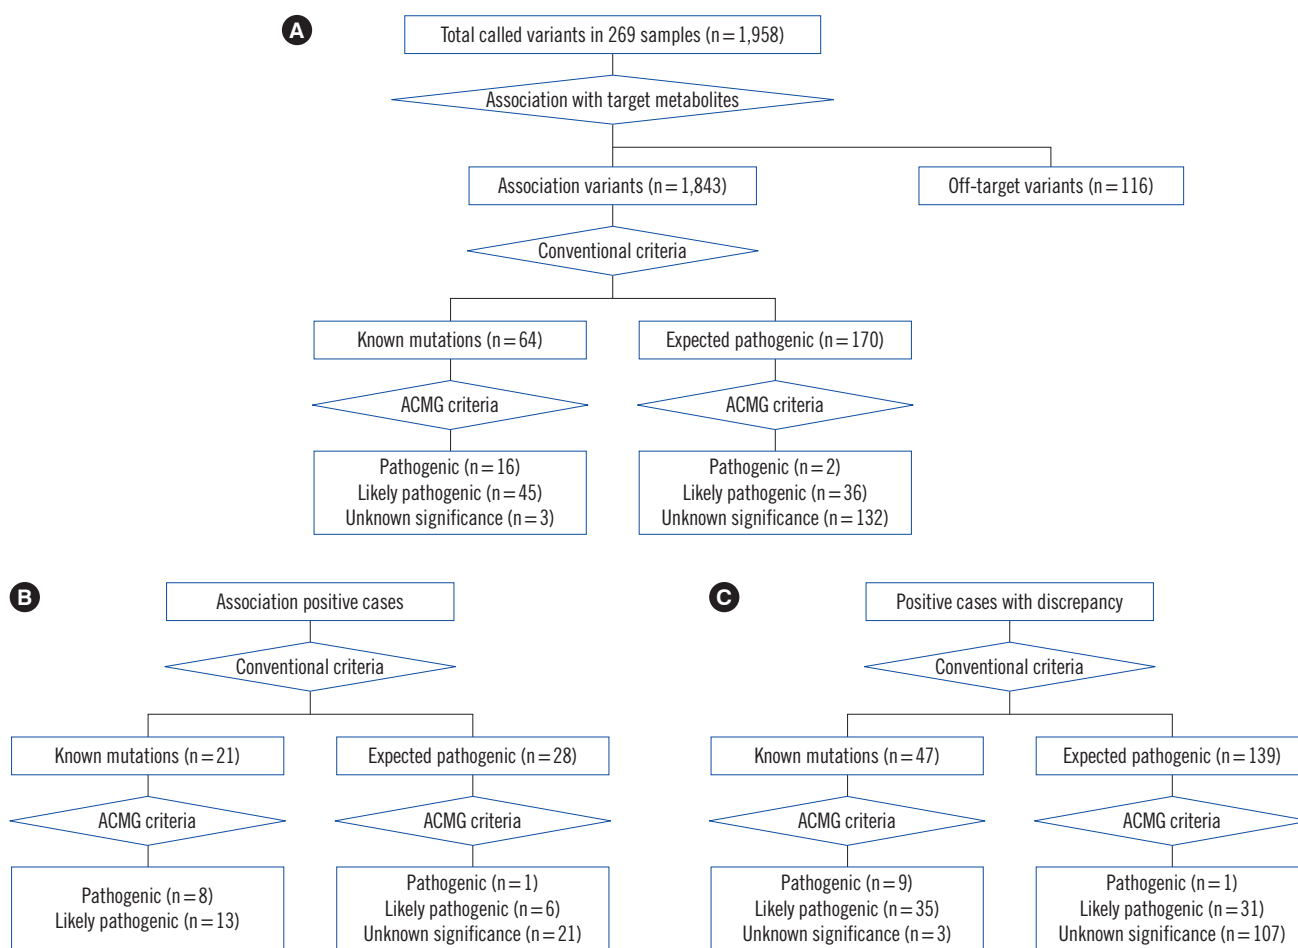 A
Total called variants in 269 samples (n=1,958)
Association with target metabolites
Association variants (n=1,843)
Off-target variants (n=116)
Conventional criteria
Known mutations (n=64)
Expected pathogenic (n=170)
ACMG criteria
ACMG criteria
Pathogenic (n=16)
Likely pathogenic (n=45)
Unknown significance (n=3)
Pathogenic (n=2)
Likely pathogenic (n=36)
Unknown significance (n=132)
B
Association positive cases
Conventional criteria
Known mutations (n=21)
Expected pathogenic (n=28)
ACMG criteria
ACMG criteria
Pathogenic (n=8)
Likely pathogenic (n=13)
Pathogenic (n=1)
Likely pathogenic (n=6)
Unknown significance (n=21)
C
Positive cases with discrepancy
Conventional criteria
Known mutations (n=47)
Expected pathogenic (n=139)
ACMG criteria
ACMG criteria
Pathogenic (n=9)
Likely pathogenic (n=35)
Unknown significance (n=3)
Pathogenic (n=1)
Likely pathogenic (n=31)
Unknown significance (n=107)